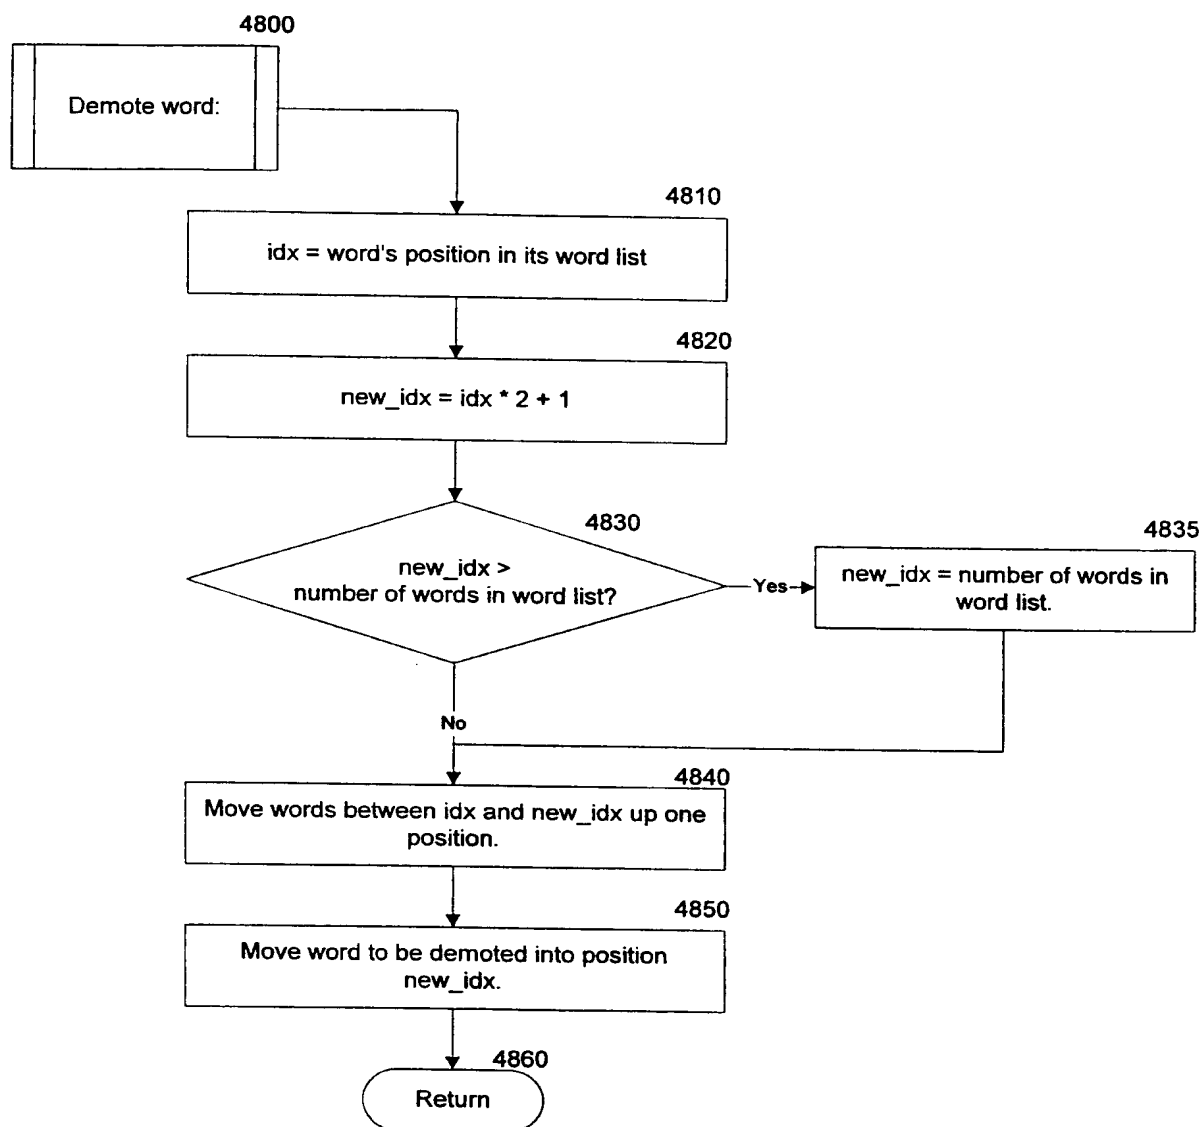 4800
Demote word:
4810
idx = word's position in its word list
4820
new_idx = idx * 2 + 1
4830
new_idx >
number of words in word list?
Yes
4835
new_idx = number of words in
word list.
No
4840
Move words between idx and new_idx up one
position.
4850
Move word to be demoted into position
new_idx.
4860
Return